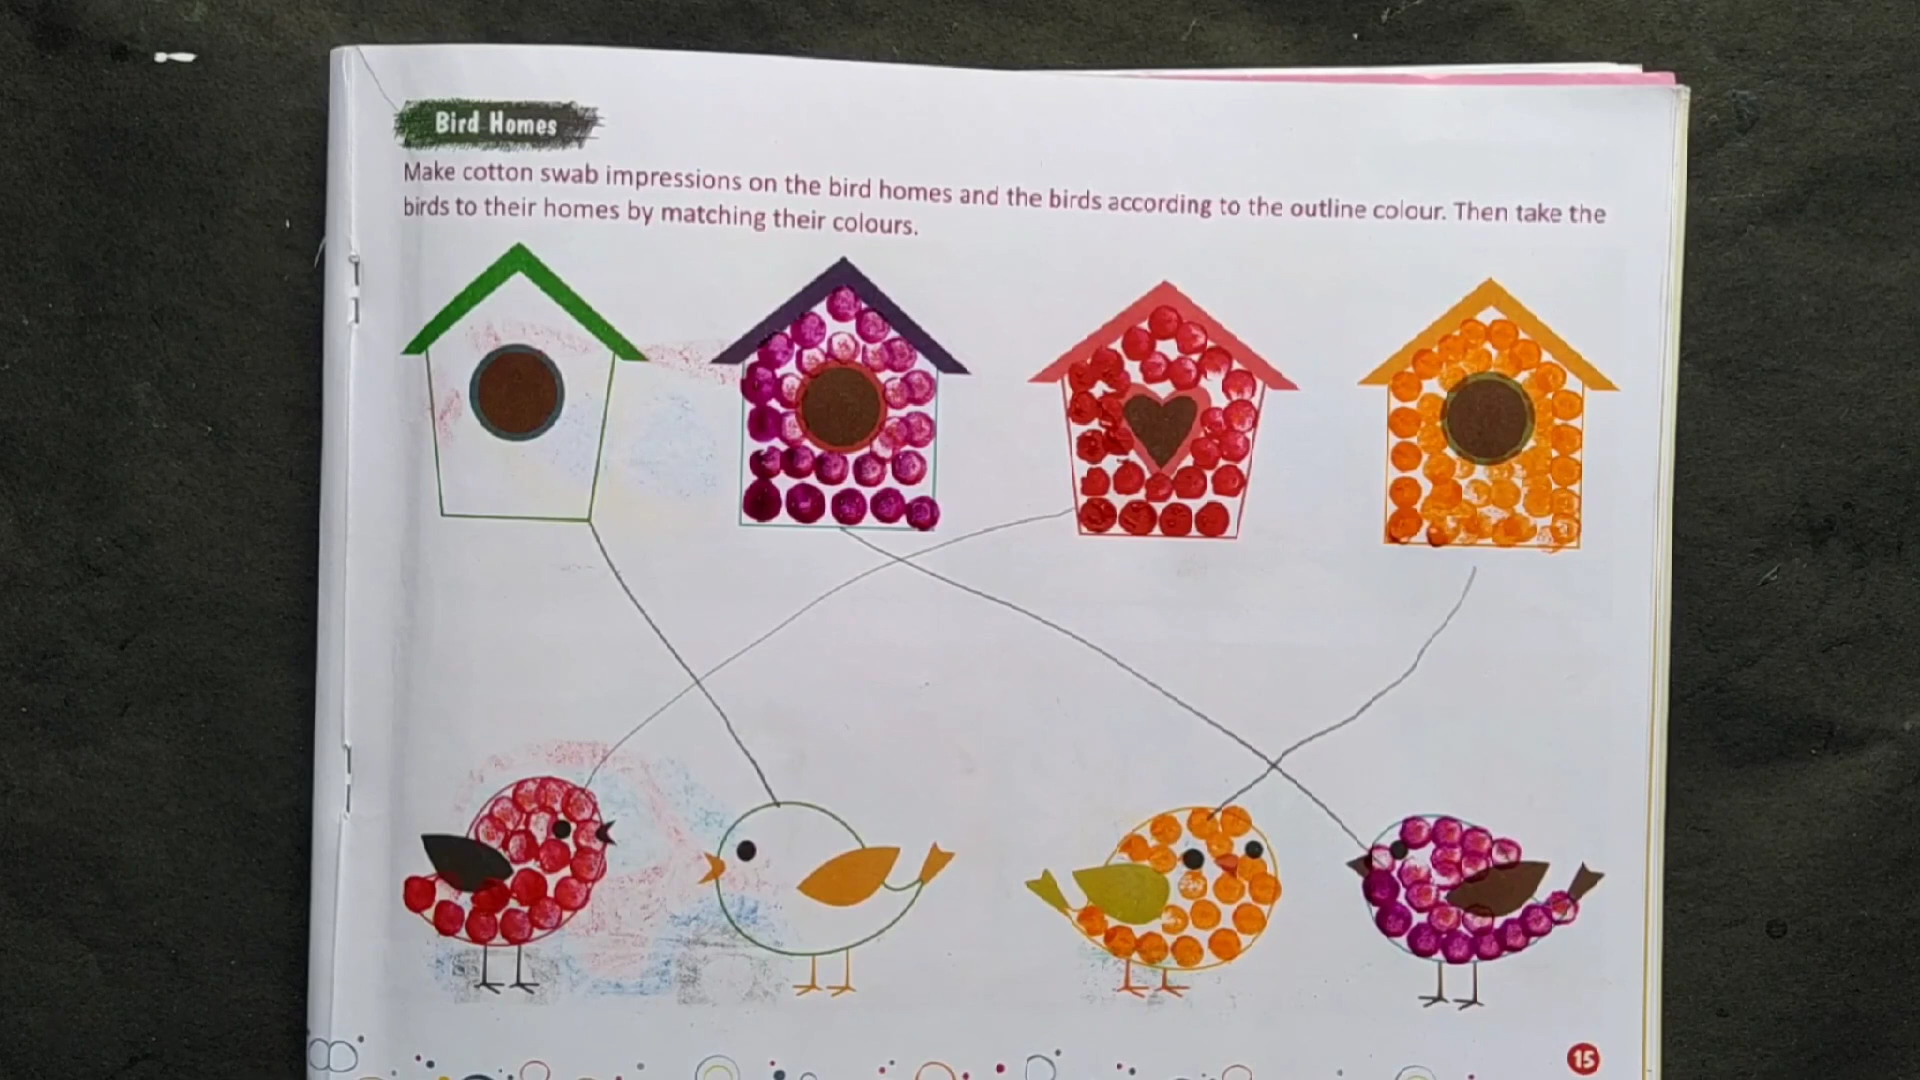 Bird Homes
Make cotton swab impressions on the bird homes and the birds according to the outline colour. Then take the
birds to their homes by matching their colours.
15